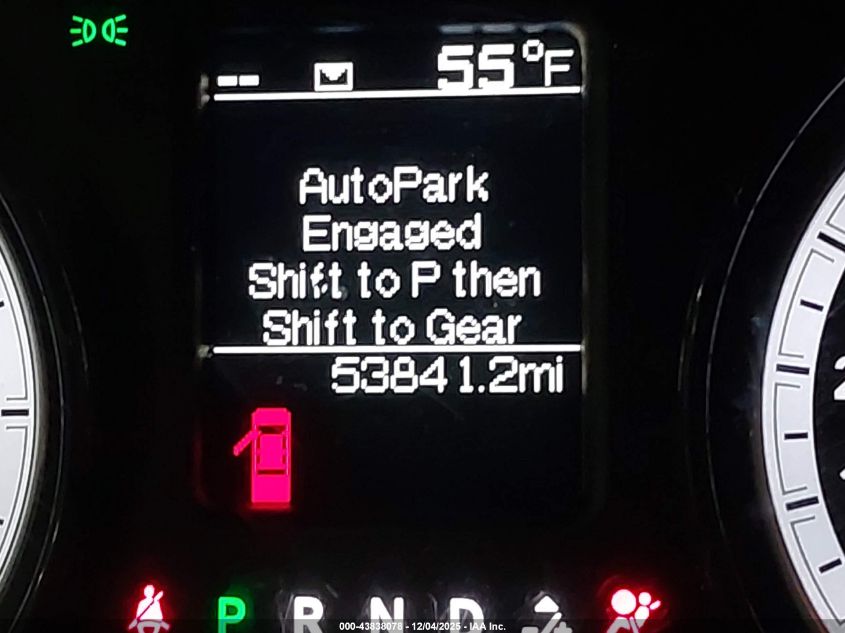 -- 55°F
AutoPark
Engaged
Shift to P then
Shift to Gear
53841.2mi
P R N D
000-43838078 - 12/04/2025 - IAA Inc.